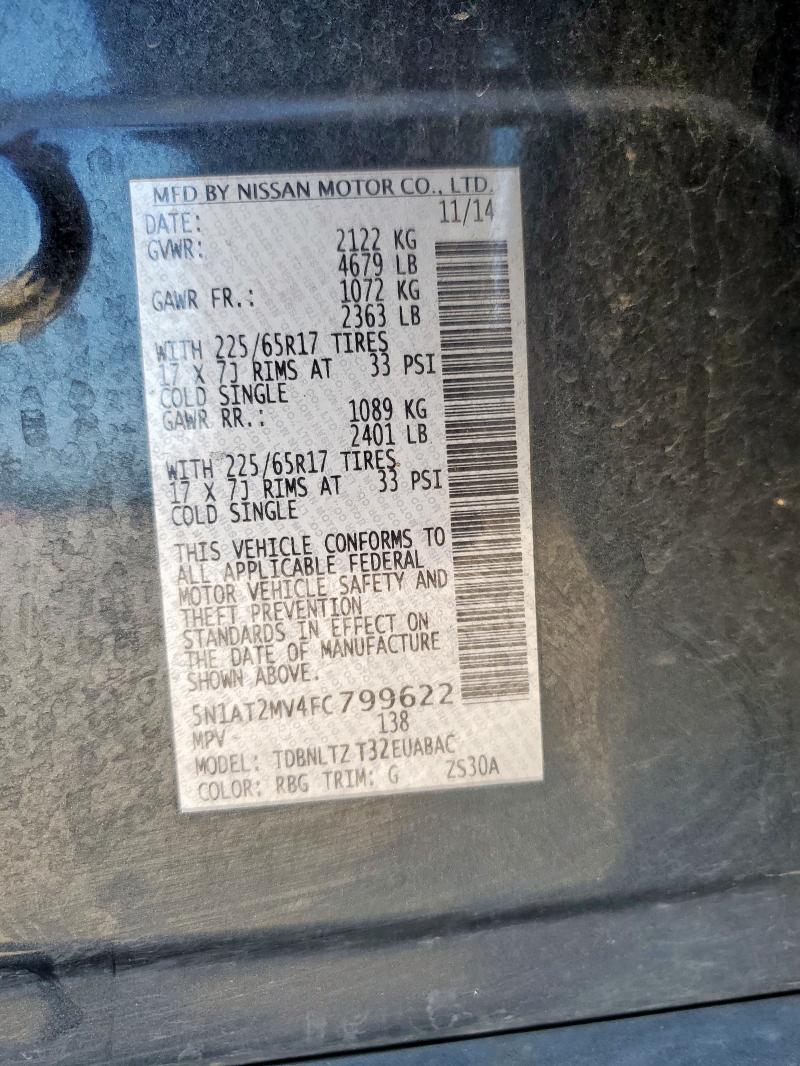 MFD BY NISSAN MOTOR CO., LTD.
DATE: 11/14
GVWR: 2122 KG
4679 LB
GAWR FR.: 1072 KG
2363 LB
WITH 225/65R17 TIRES
17 X 7J RIMS AT 33 PSI
COLD SINGLE
GAWR RR.: 1089 KG
2401 LB
WITH 225/65R17 TIRES
17 X 7J RIMS AT 33 PSI
COLD SINGLE
THIS VEHICLE CONFORMS TO
ALL APPLICABLE FEDERAL
MOTOR VEHICLE SAFETY AND
THEFT PREVENTION
STANDARDS IN EFFECT ON
THE DATE OF MANUFACTURE
SHOWN ABOVE.
5N1AT2MV4FC799622
MPV - 138
MODEL: TDBNLTZ T32EUABAC
COLOR: RBG TRIM: G ZS30A